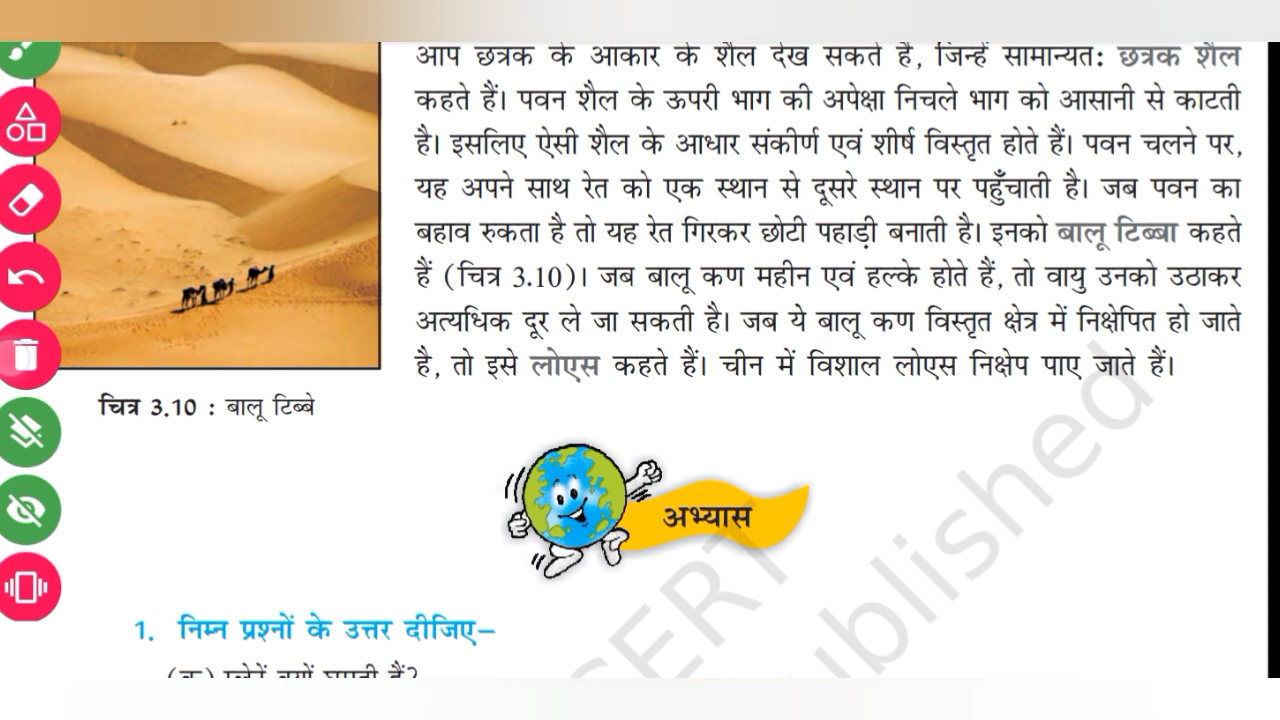 आप छत्रक के आकार के शैल देख सकते हैं, जिन्हें सामान्यत: छत्रक शैल
कहते हैं। पवन शैल के ऊपरी भाग की अपेक्षा निचले भाग को आसानी से काटती
है। इसलिए ऐसी शैल के आधार संकीर्ण एवं शीर्ष विस्तृत होते हैं। पवन चलने पर,
यह अपने साथ रेत को एक स्थान से दूसरे स्थान पर पहुँचाती है। जब पवन का
बहाव रुकता है तो यह रेत गिरकर छोटी पहाड़ी बनाती है। इनको बालू टिब्बा कहते
हैं (चित्र 3.10)। जब बालू कण महीन एवं हल्के होते हैं, तो वायु उनको उठाकर
अत्यधिक दूर ले जा सकती है। जब ये बालू कण विस्तृत क्षेत्र में निक्षेपित हो जाते
है, तो इसे लोएस कहते हैं। चीन में विशाल लोएस निक्षेप पाए जाते हैं।
चित्र 3.10 : बालू टिब्बे
अभ्यास
1. निम्न प्रश्नों के उत्तर दीजिए–
(क) प्लेटें क्यों घूमती हैं?